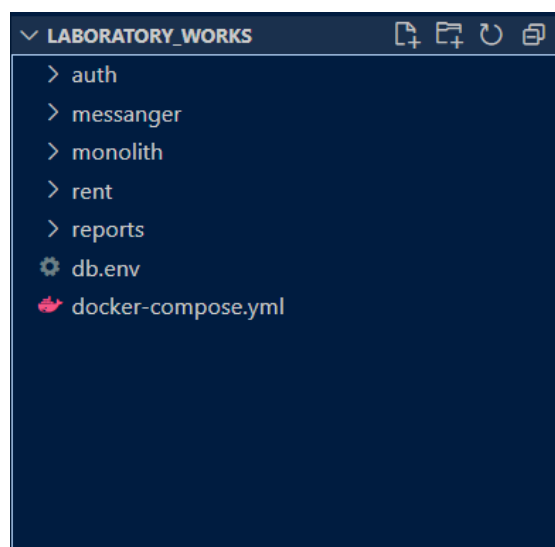 LABORATORY_WORKS
auth
messanger
monolith
rent
reports
db.env
docker-compose.yml